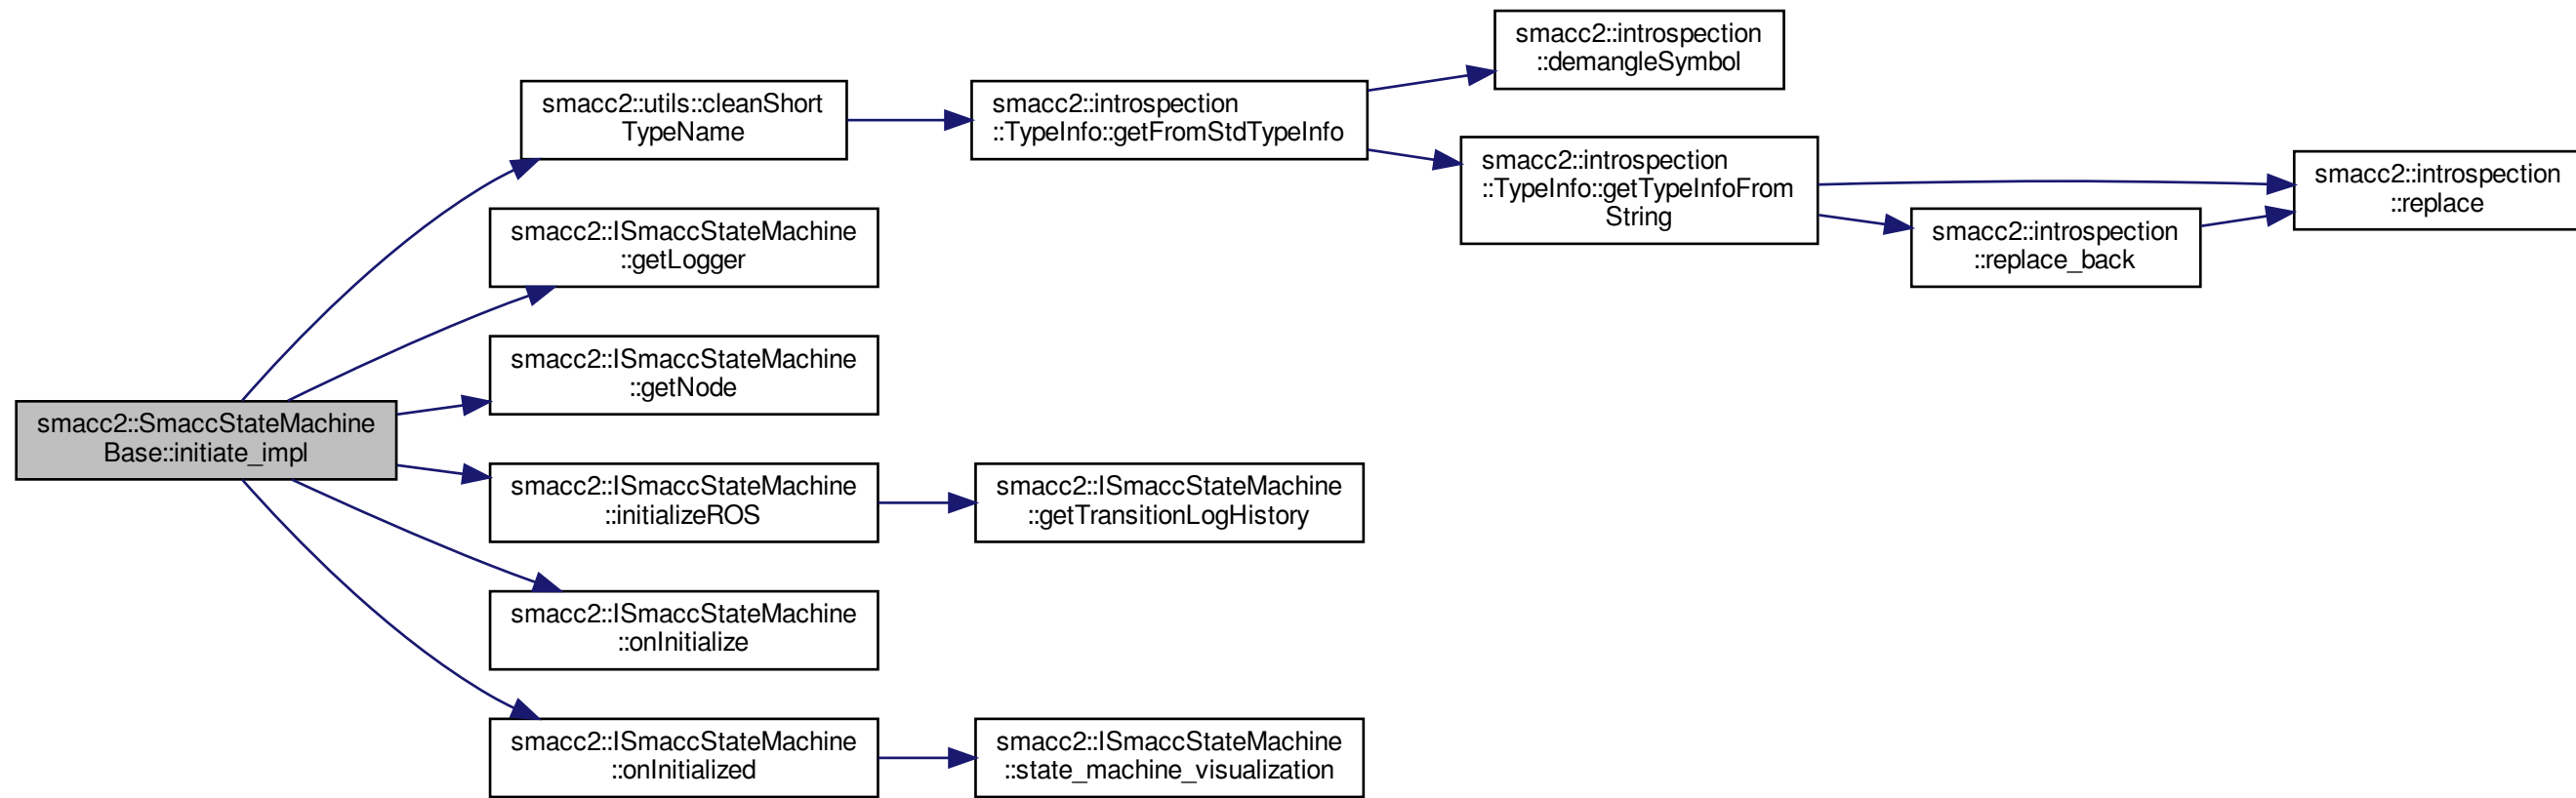 smacc2::SmaccStateMachine
Base::initiate_impl
smacc2::utils::cleanShort
TypeName
smacc2::introspection
::TypeInfo::getFromStdTypeInfo
smacc2::introspection
::demangleSymbol
smacc2::introspection
::TypeInfo::getTypeInfoFrom
String
smacc2::introspection
::replace
smacc2::introspection
::replace_back
smacc2::ISmaccStateMachine
::getLogger
smacc2::ISmaccStateMachine
::getNode
smacc2::ISmaccStateMachine
::initializeROS
smacc2::ISmaccStateMachine
::getTransitionLogHistory
smacc2::ISmaccStateMachine
::onInitialize
smacc2::ISmaccStateMachine
::onInitialized
smacc2::ISmaccStateMachine
::state_machine_visualization